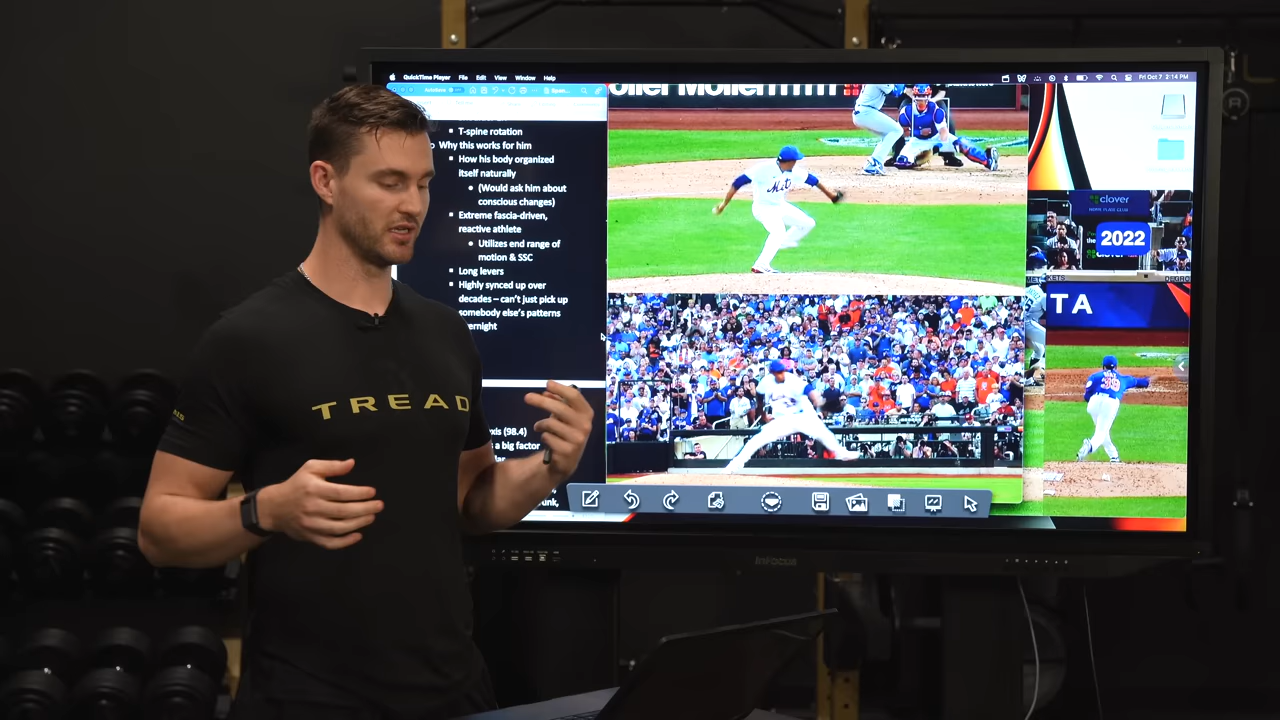 QuickTime Player File Edit View Window Help
Fri Oct 7 2:14 PM
AutoSave
T-spine rotation
Why this works for him
How his body organized
itself naturally
(Would ask him about
conscious changes)
Extreme fascia-driven,
reactive athlete
Utilizes end range of
motion & SSC
Long levers
Highly synced up over
decades – can't just pick up
somebody else's patterns
(98.4)
a big factor
clover
2022
TA
39
Mets
TREAD
InFocus
R